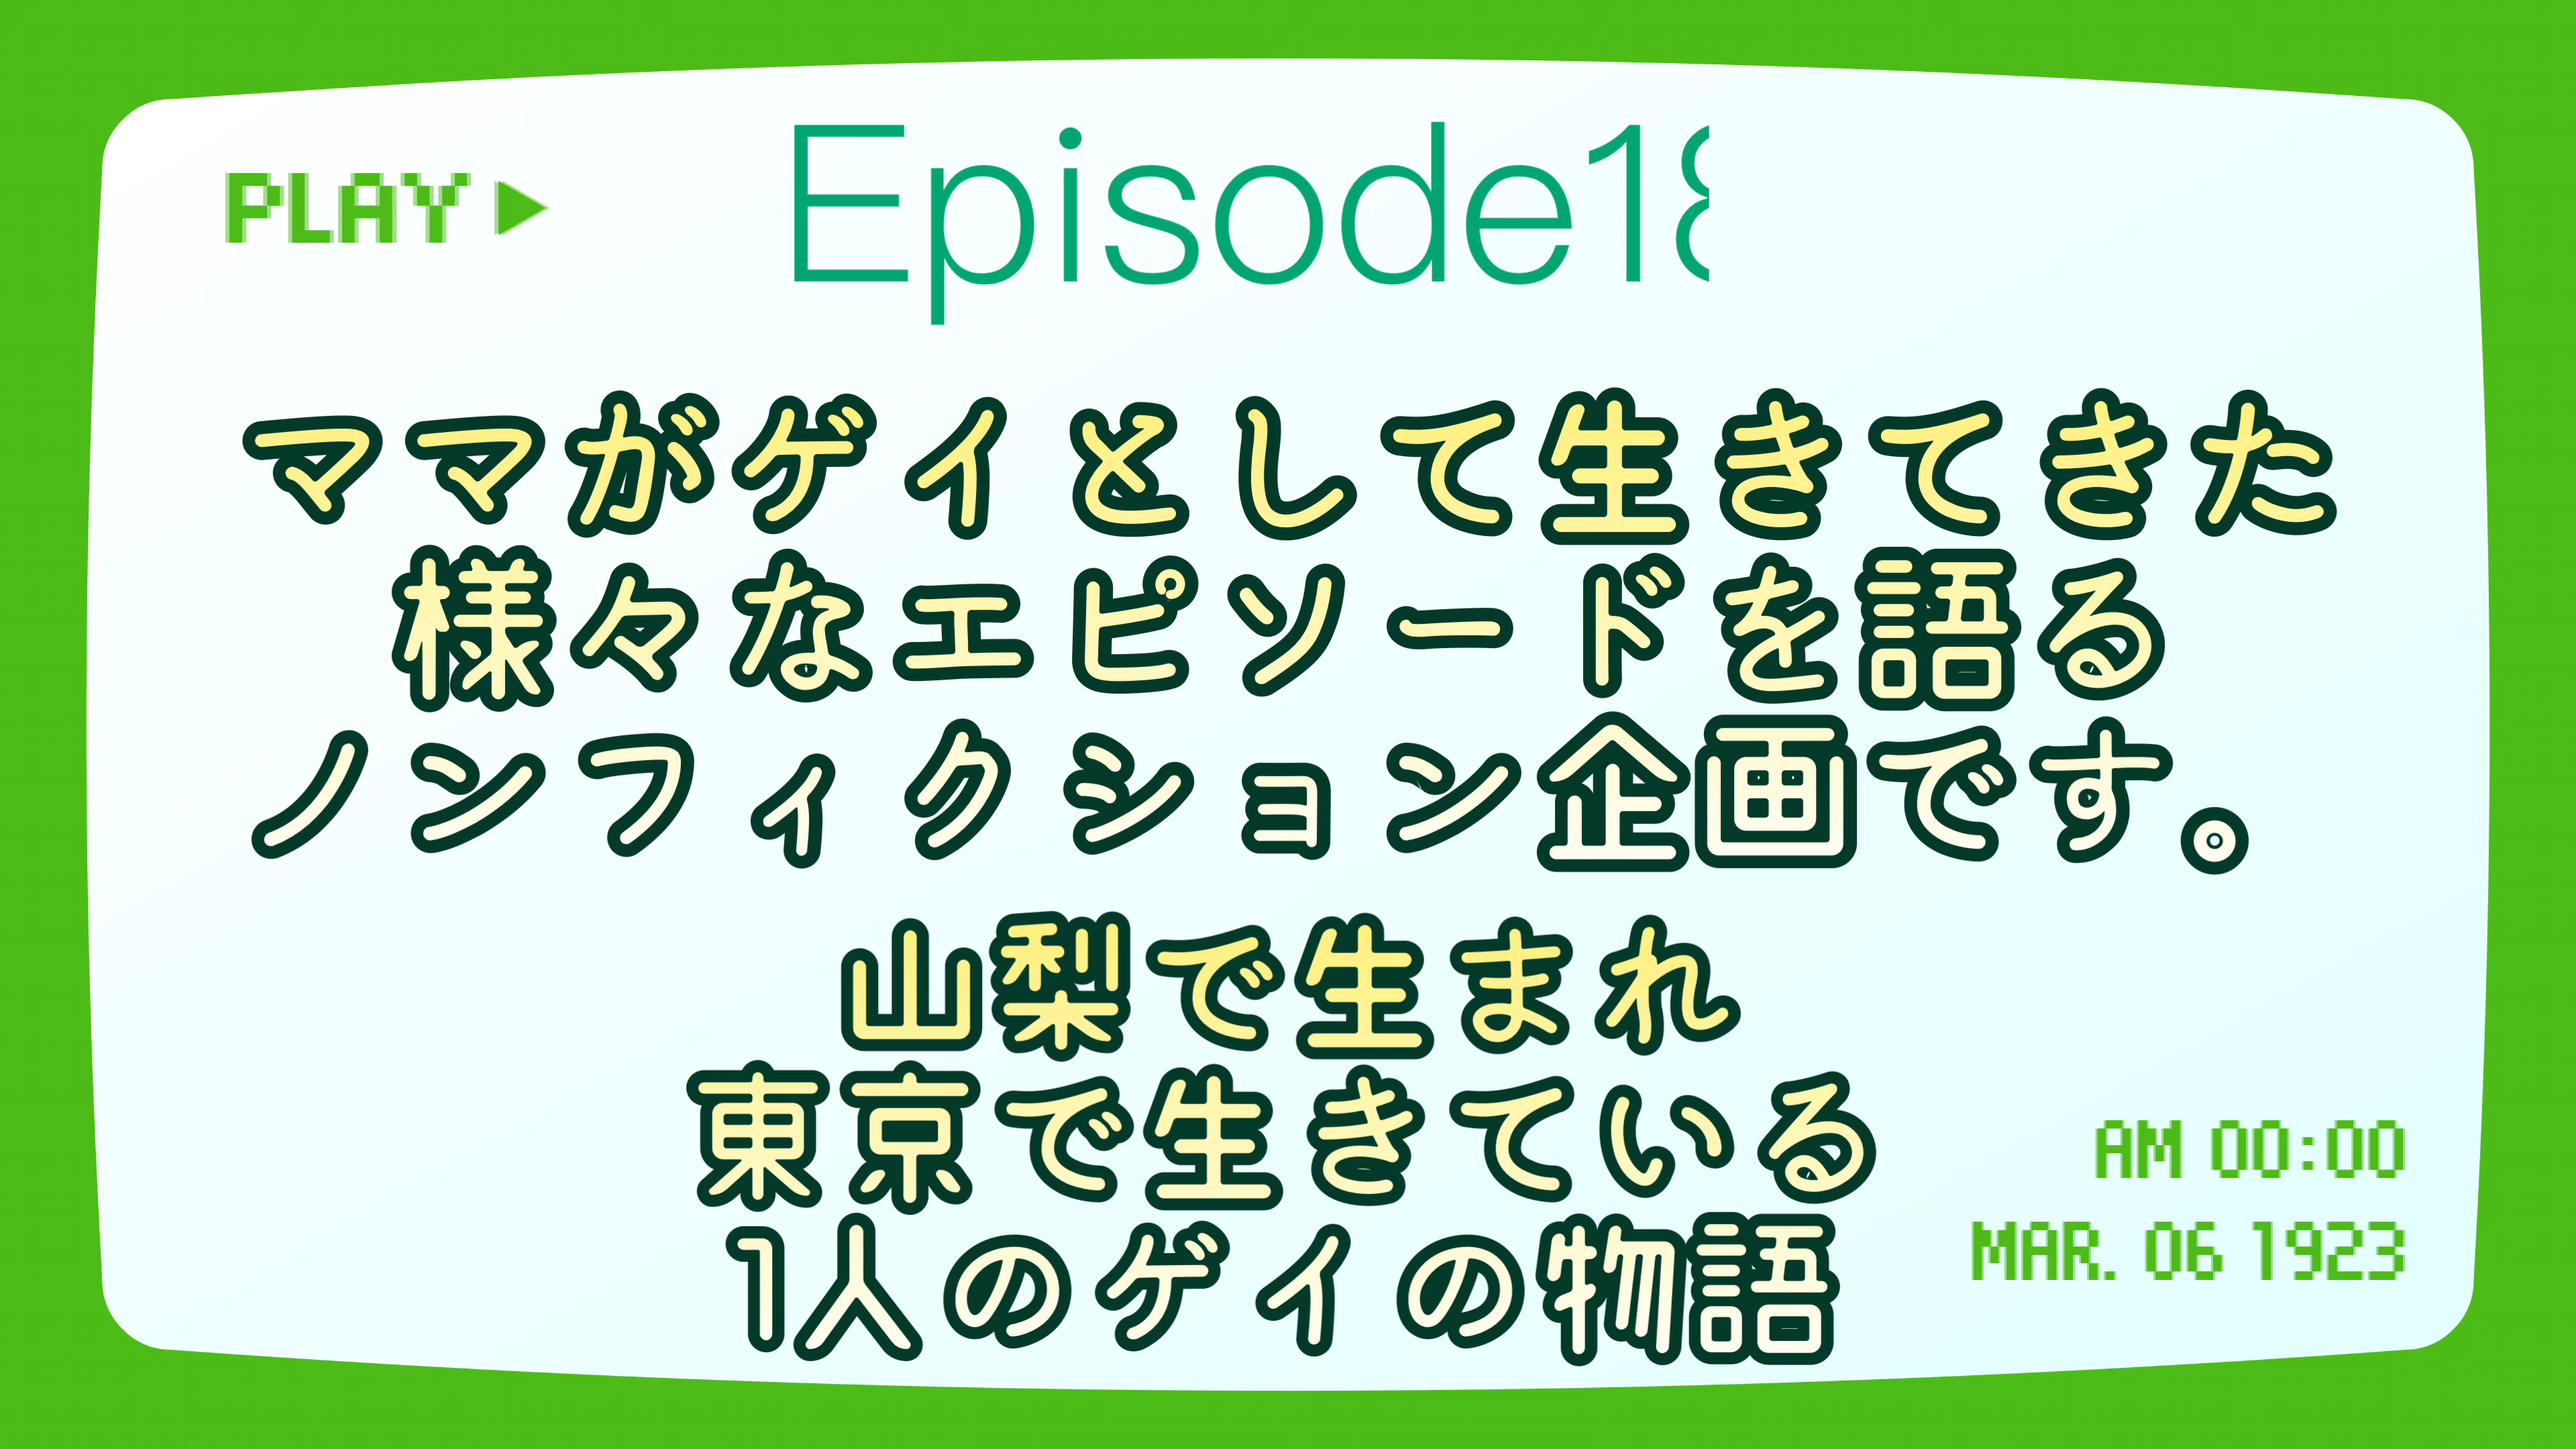 PLAY ▶
Episode18
ママがゲイとして生きてきた
様々なエピソードを語る
ノンフィクション企画です。
山梨で生まれ
東京で生きている
1人のゲイの物語
AM 00:00
MAR. 06 1923